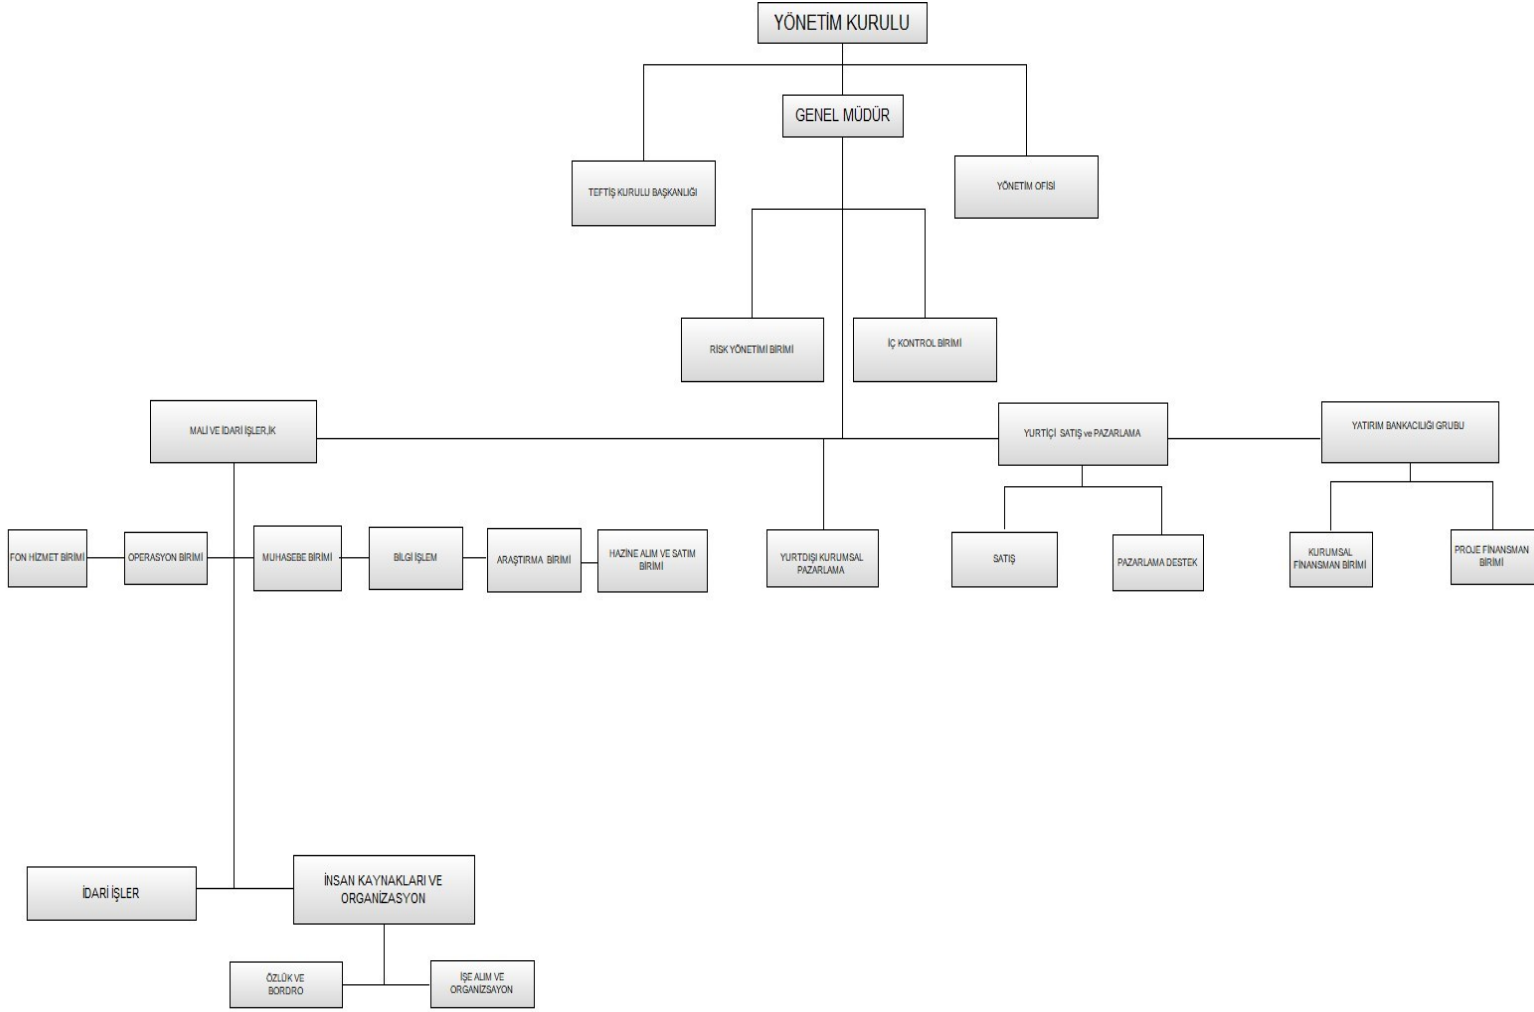 YÖNETİM KURULU
GENEL MÜDÜR
TEFTİŞ KURULU BAŞKANLIĞI
YÖNETİM OFİSİ
RİSK YÖNETİMİ BİRİMİ
İÇ KONTROL BİRİMİ
MALİ VE İDARİ İŞLER,İK
YURTİÇİ SATIŞ ve PAZARLAMA
YATIRIM BANKACILIĞI GRUBU
FON HİZMET BİRİMİ
OPERASYON BİRİMİ
MUHASEBE BİRİMİ
BİLGİ İŞLEM
ARAŞTIRMA BİRİMİ
HAZİNE ALIM VE SATIM
BİRİMİ
YURTDIŞI KURUMSAL
PAZARLAMA
SATIŞ
PAZARLAMA DESTEK
KURUMSAL
FİNANSMAN BİRİMİ
PROJE FİNANSMAN
BİRİMİ
İDARİ İŞLER
İNSAN KAYNAKLARI VE
ORGANİZASYON
ÖZLÜK VE
BORDRO
İŞE ALIM VE
ORGANİZSAYON